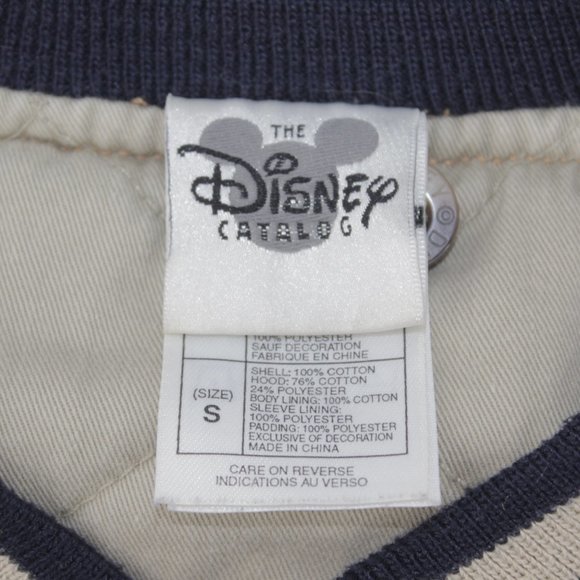 THE
DISNEY
CATALOG
100% POLYESTER
SAUF DECORATION
FABRIQUE EN CHINE
(SIZE)
S
SHELL: 100% COTTON
HOOD: 76% COTTON
24% POLYESTER
BODY LINING: 100% COTTON
SLEEVE LINING:
100% POLYESTER
PADDING: 100% POLYESTER
EXCLUSIVE OF DECORATION
MADE IN CHINA
CARE ON REVERSE
INDICATIONS AU VERSO